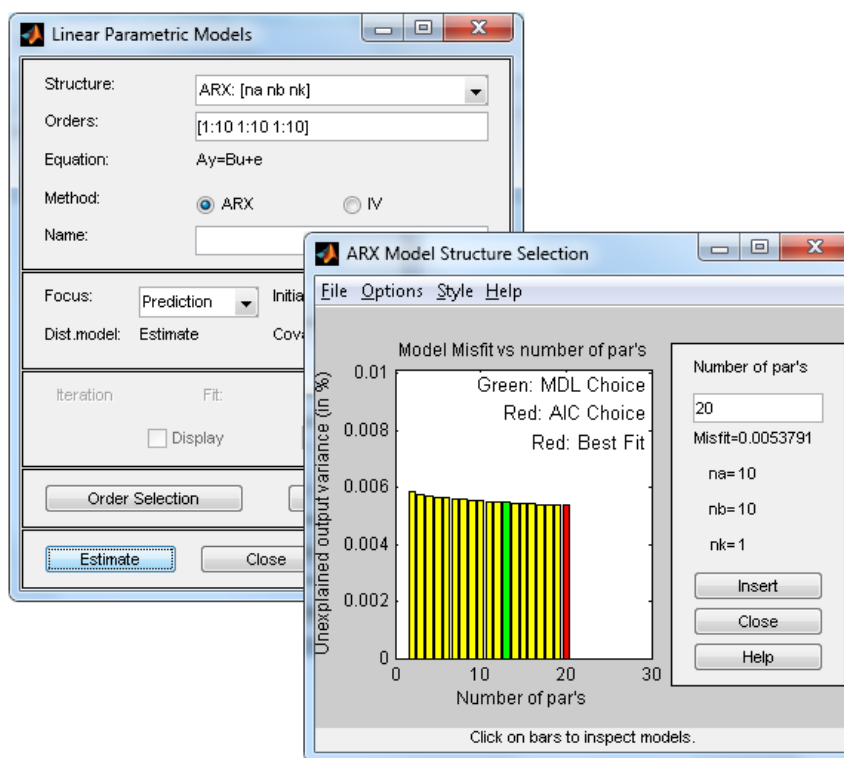 Linear Parametric Models
Structure: ARX: [na nb nk]
Orders: [1:10 1:10 1:10]
Equation: Ay=Bu+e
Method: ARX IV
Name:
Focus: Prediction Initia
Dist.model: Estimate Cova
Iteration Fit:
Display
Order Selection
Estimate Close
ARX Model Structure Selection
File Options Style Help
Model Misfit vs number of par's
Unexplained output variance (in %)
0.01
0.008
0.006
0.004
0.002
0
Green: MDL Choice
Red: AIC Choice
Red: Best Fit
0 10 20 30
Number of par's
Number of par's
20
Misfit=0.0053791
na=10
nb=10
nk=1
Insert
Close
Help
Click on bars to inspect models.